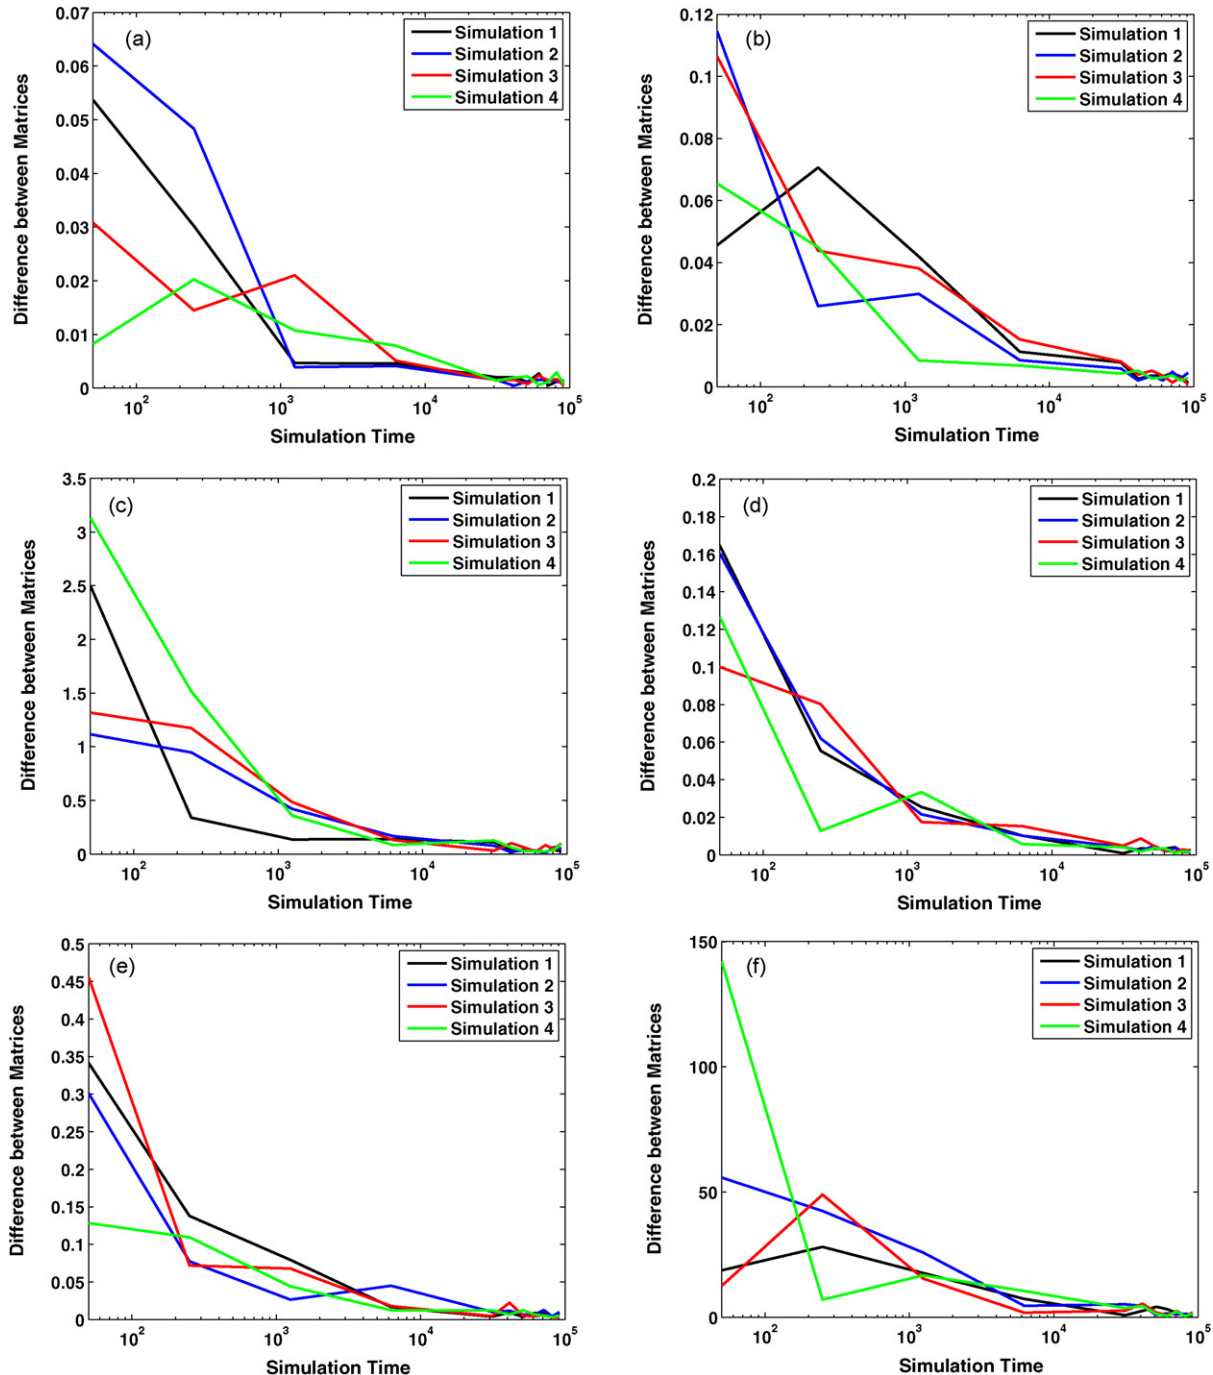 (a)
Simulation 1
Simulation 2
Simulation 3
Simulation 4
0.07
0.06
0.05
0.04
0.03
0.02
0.01
0
10^2
10^3
10^4
10^5
Difference between Matrices
Simulation Time
(b)
Simulation 1
Simulation 2
Simulation 3
Simulation 4
0.12
0.1
0.08
0.06
0.04
0.02
0
10^2
10^3
10^4
10^5
Difference between Matrices
Simulation Time
(c)
Simulation 1
Simulation 2
Simulation 3
Simulation 4
3.5
3
2.5
2
1.5
1
0.5
0
10^2
10^3
10^4
10^5
Difference between Matrices
Simulation Time
(d)
Simulation 1
Simulation 2
Simulation 3
Simulation 4
0.2
0.18
0.16
0.14
0.12
0.1
0.08
0.06
0.04
0.02
0
10^2
10^3
10^4
10^5
Difference between Matrices
Simulation Time
(e)
Simulation 1
Simulation 2
Simulation 3
Simulation 4
0.5
0.45
0.4
0.35
0.3
0.25
0.2
0.15
0.1
0.05
0
10^2
10^3
10^4
10^5
Difference between Matrices
Simulation Time
(f)
Simulation 1
Simulation 2
Simulation 3
Simulation 4
150
100
50
0
10^2
10^3
10^4
10^5
Difference between Matrices
Simulation Time